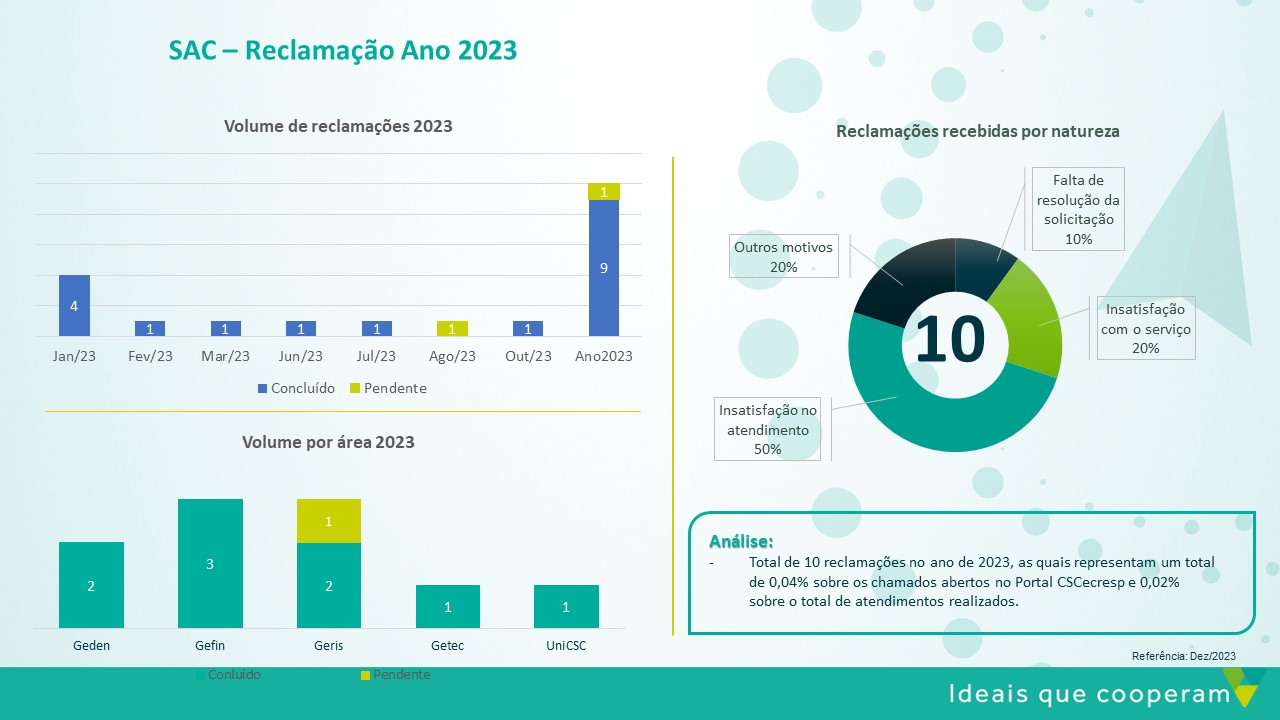 SAC – Reclamação Ano 2023
Volume de reclamações 2023
1
9
4
1
1
1
1
1
1
Jan/23 Fev/23 Mar/23 Jun/23 Jul/23 Ago/23 Out/23 Ano2023
Concluído Pendente
Volume por área 2023
1
2
3
2
1
1
Geden Gefin Geris Getec UniCSC
Conluído Pendente
Reclamações recebidas por natureza
Falta de
resolução da
solicitação
10%
Outros motivos
20%
Insatisfação
com o serviço
20%
10
Insatisfação no
atendimento
50%
Análise:
- Total de 10 reclamações no ano de 2023, as quais representam um total
de 0,04% sobre os chamados abertos no Portal CSCecresp e 0,02%
sobre o total de atendimentos realizados.
Referência: Dez/2023
Ideais que cooperam